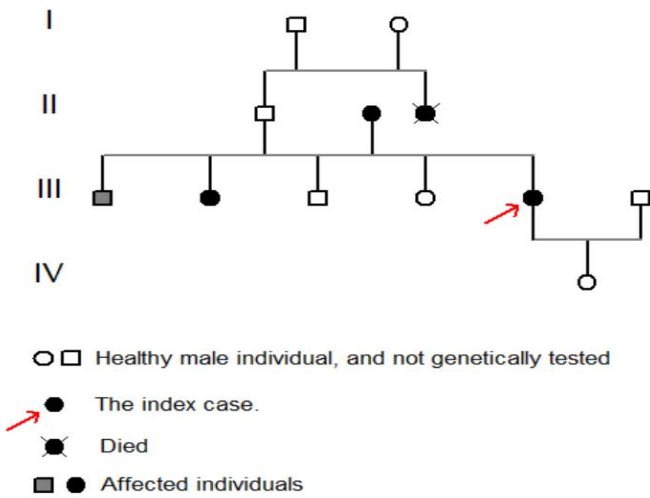 I
II
III
IV
Healthy male individual, and not genetically tested
The index case.
Died
Affected individuals